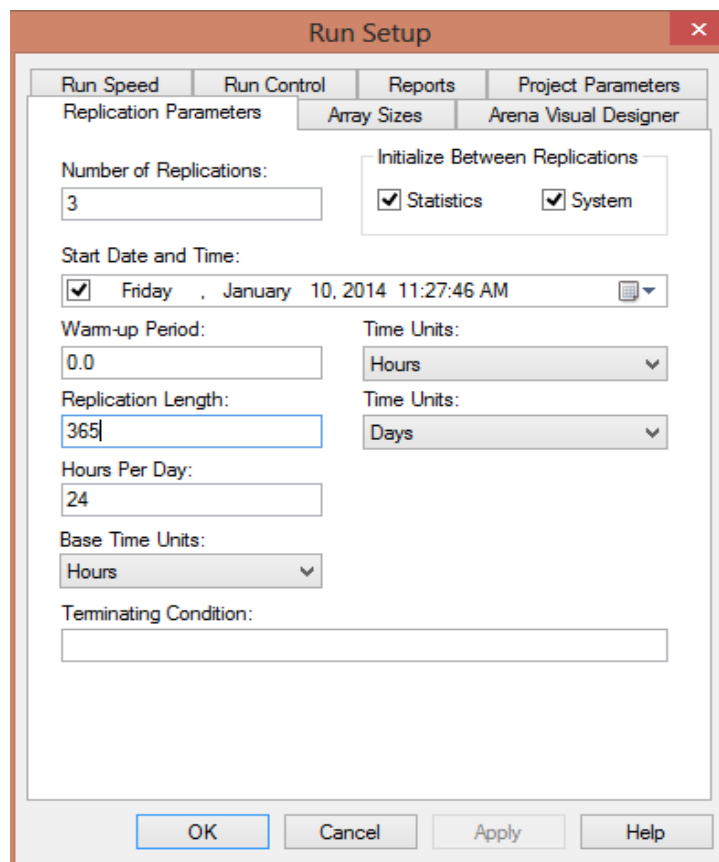 Run Setup
Run Speed
Run Control
Reports
Project Parameters
Replication Parameters
Array Sizes
Arena Visual Designer
Number of Replications:
3
Initialize Between Replications
Statistics
System
Start Date and Time:
Friday , January 10, 2014 11:27:46 AM
Warm-up Period:
0.0
Time Units:
Hours
Replication Length:
365
Time Units:
Days
Hours Per Day:
24
Base Time Units:
Hours
Terminating Condition:
OK
Cancel
Apply
Help